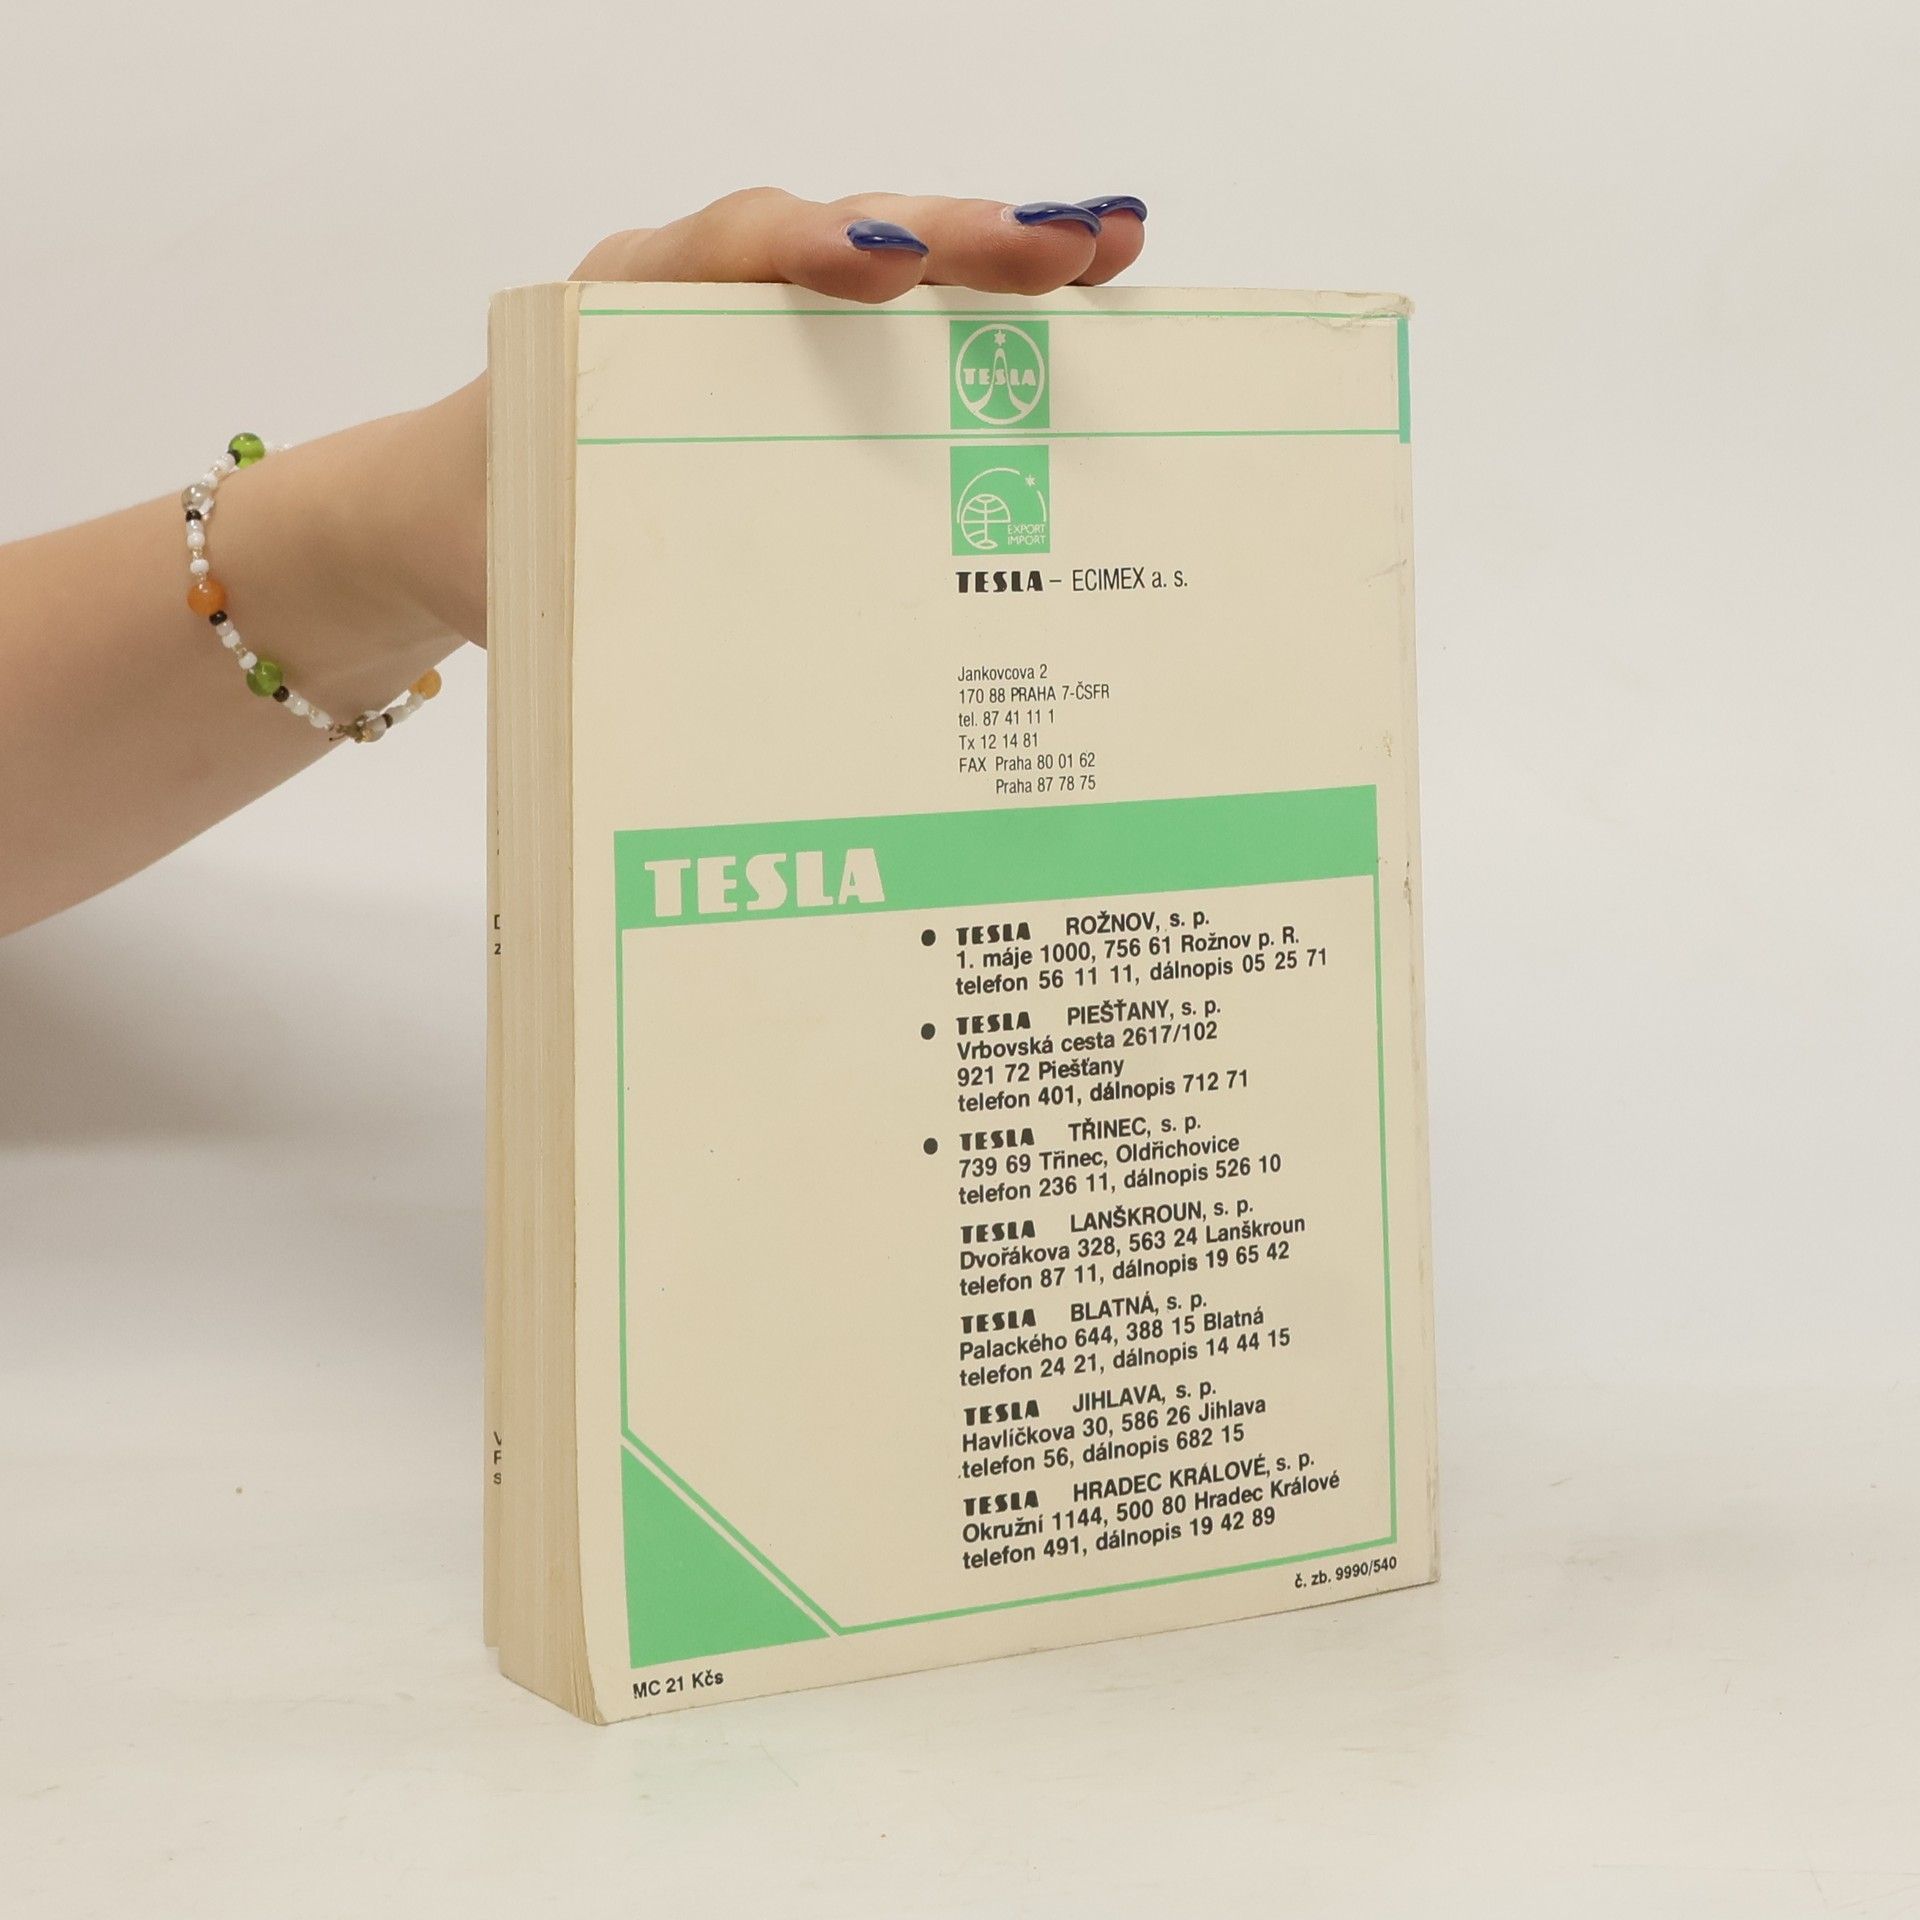 TESLA
EXPORT
IMPORT
TESLA – ECIMEX a. s.
Jankovcova 2
170 88 PRAHA 7-ČSFR
tel. 87 41 11 1
Tx 12 14 81
FAX Praha 80 01 62
Praha 87 78 75
TESLA
● TESLA ROŽNOV, s. p.
1. máje 1000, 756 61 Rožnov p. R.
telefon 56 11 11, dálnopis 05 25 71
● TESLA PIEŠŤANY, s. p.
Vrbovská cesta 2617/102
921 72 Piešťany
telefon 401, dálnopis 712 71
● TESLA TŘINEC, s. p.
739 69 Třinec, Oldřichovice
telefon 236 11, dálnopis 526 10
TESLA LANŠKROUN, s. p.
Dvořákova 328, 563 24 Lanškroun
telefon 87 11, dálnopis 19 65 42
TESLA BLATNÁ, s. p.
Palackého 644, 388 15 Blatná
telefon 24 21, dálnopis 14 44 15
TESLA JIHLAVA, s. p.
Havlíčkova 30, 586 26 Jihlava
telefon 56, dálnopis 682 15
TESLA HRADEC KRÁLOVÉ, s. p.
Okružní 1144, 500 80 Hradec Králové
telefon 491, dálnopis 19 42 89
č. zb. 9990/540
MC 21 Kčs